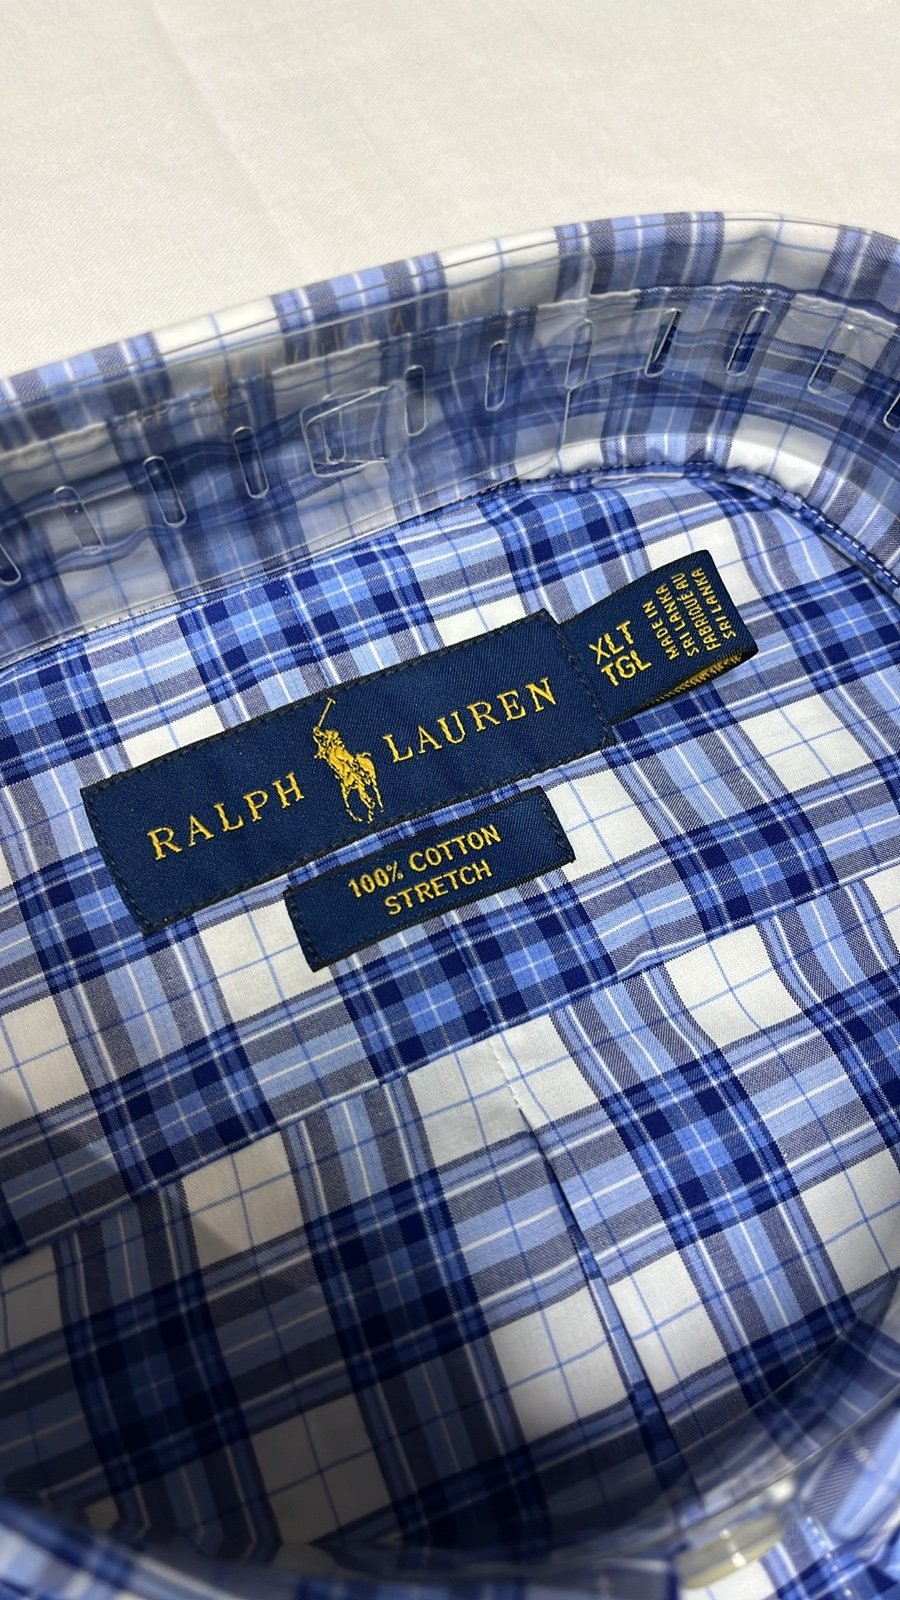 RALPH LAUREN
XLT
TGL
MADE IN
SRI LANKA
FABRIQUÉ AU
SRI LANKA
100% COTTON
STRETCH